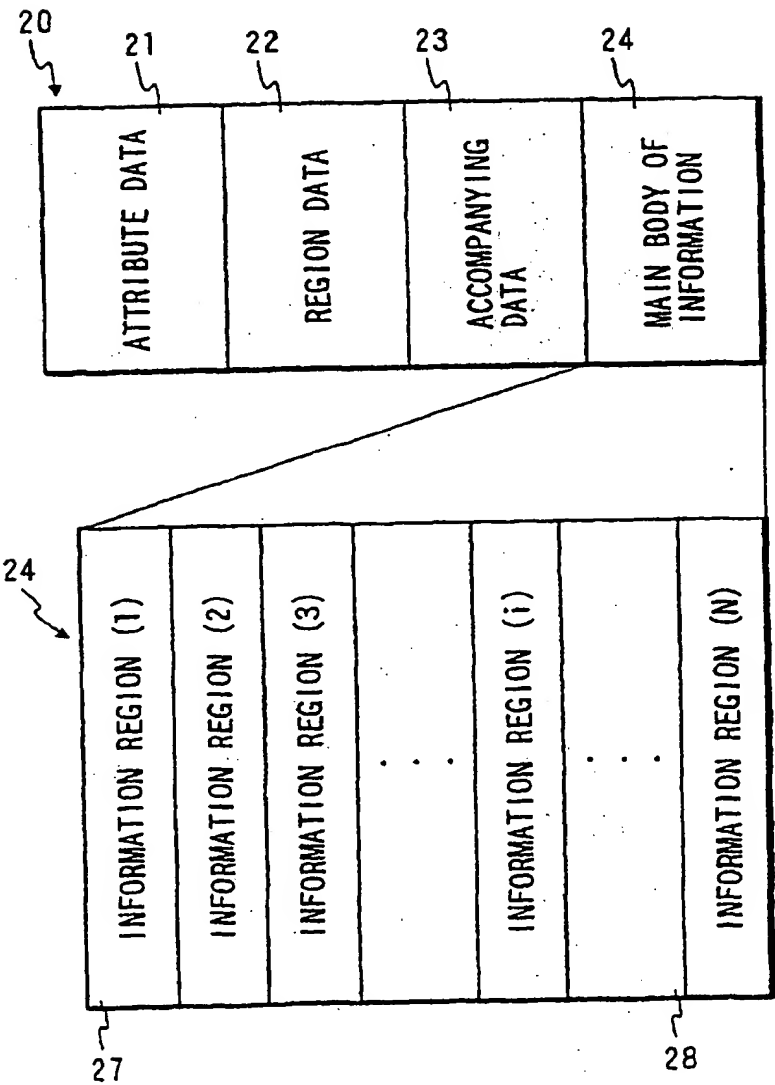 20
21
22
23
24
ATTRIBUTE DATA
REGION DATA
ACCOMPANYING
DATA
MAIN BODY OF
INFORMATION
24
INFORMATION REGION (1)
INFORMATION REGION (2)
INFORMATION REGION (3)
. . .
INFORMATION REGION (i)
. . .
INFORMATION REGION (N)
27
28